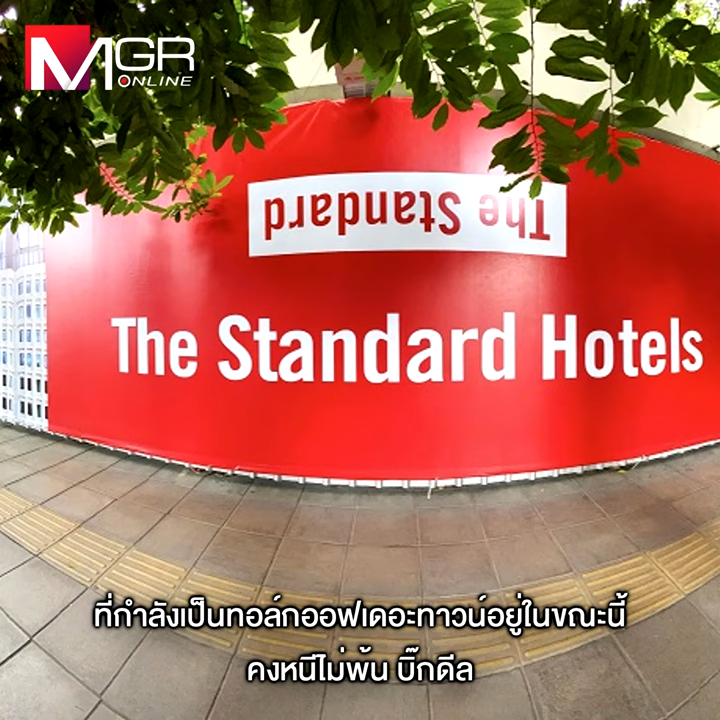 MGR
ONLINE
The Standard
The Standard Hotels
ที่กำลังเป็นทอล์กออฟเดอะทาวน์อยู่ในขณะนี้
คงหนีไม่พ้น บิ๊กดีล